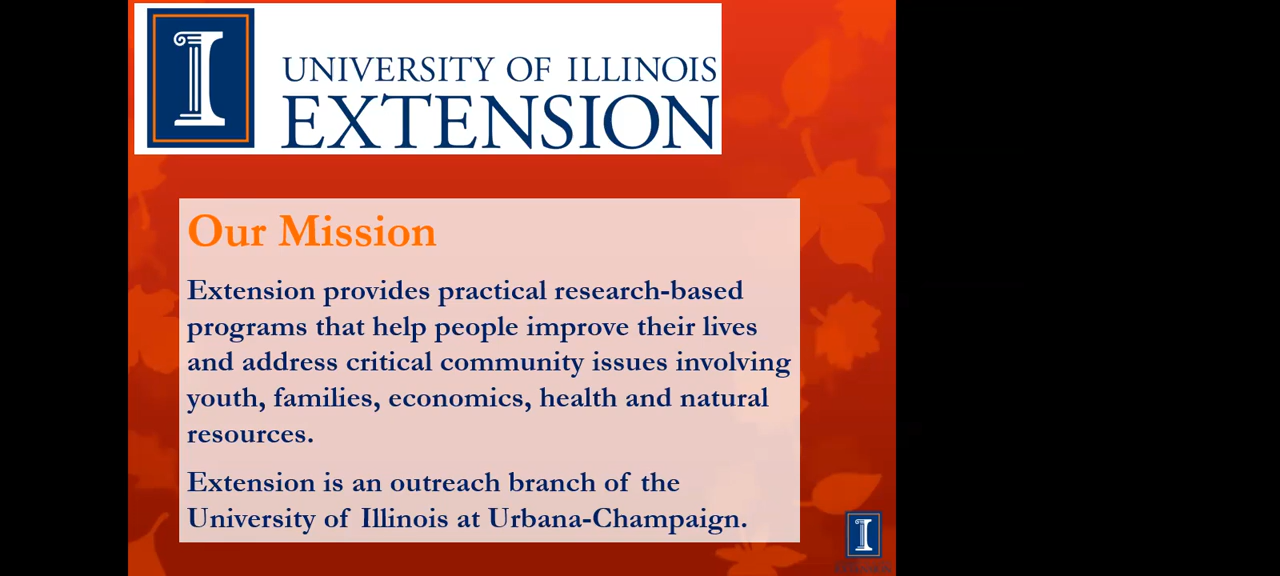 UNIVERSITY OF ILLINOIS
EXTENSION
Our Mission
Extension provides practical research-based
programs that help people improve their lives
and address critical community issues involving
youth, families, economics, health and natural
resources.
Extension is an outreach branch of the
University of Illinois at Urbana-Champaign.